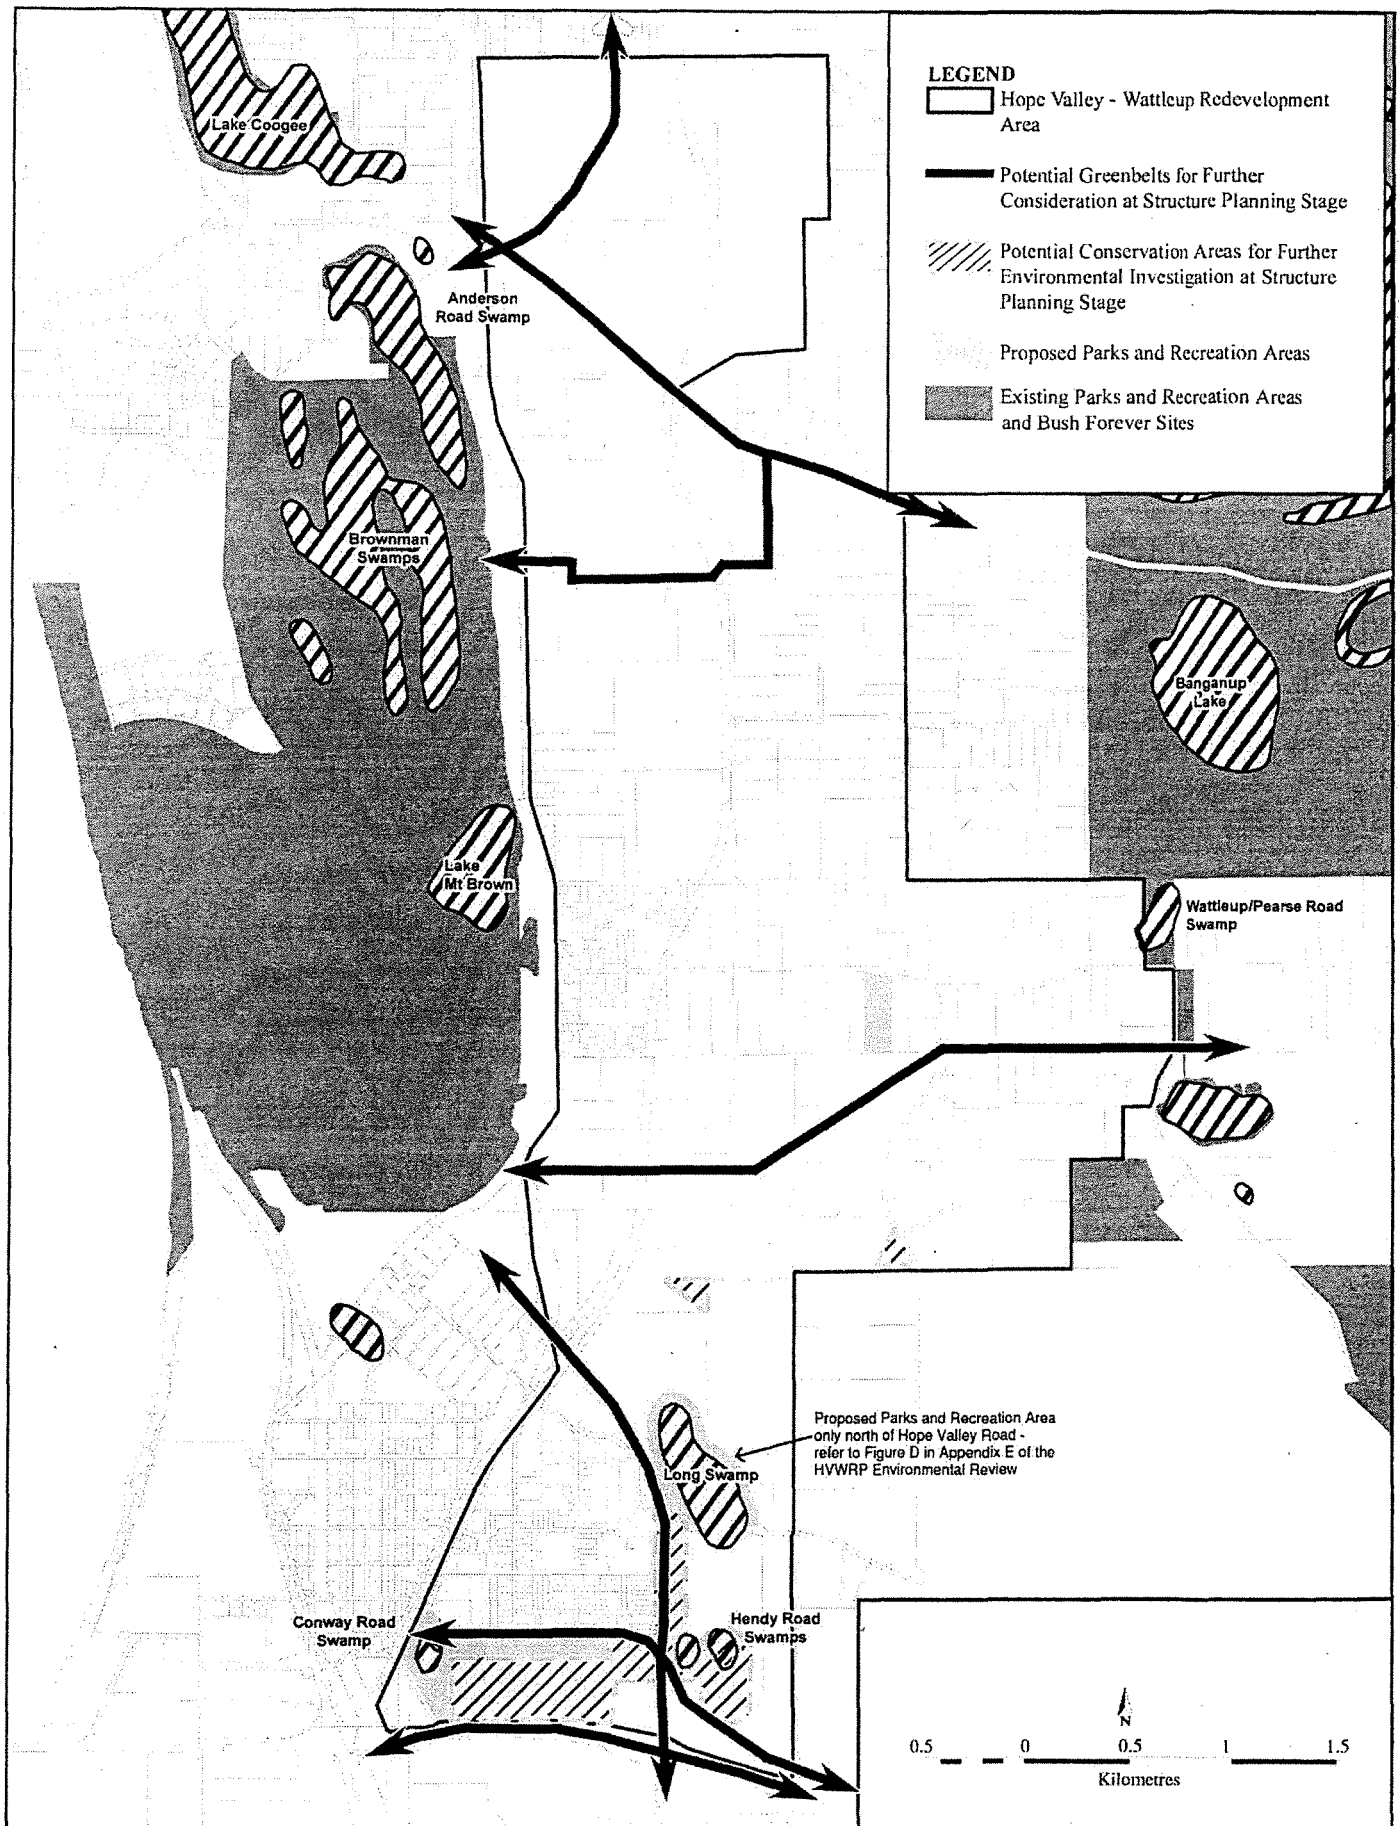 LEGEND
Hope Valley - Wattleup Redevelopment
Area
Potential Greenbelts for Further
Consideration at Structure Planning Stage
Potential Conservation Areas for Further
Environmental Investigation at Structure
Planning Stage
Proposed Parks and Recreation Areas
Existing Parks and Recreation Areas
and Bush Forever Sites
Lake Coogee
Anderson
Road Swamp
Brownman
Swamps
Banganup
Lake
Lake
Mt Brown
Wattleup/Pearse Road
Swamp
Proposed Parks and Recreation Area
only north of Hope Valley Road -
refer to Figure D in Appendix E of the
HVWRP Environmental Review
Long Swamp
Conway Road
Swamp
Hendy Road
Swamps
N
0.5 0 0.5 1 1.5
Kilometres